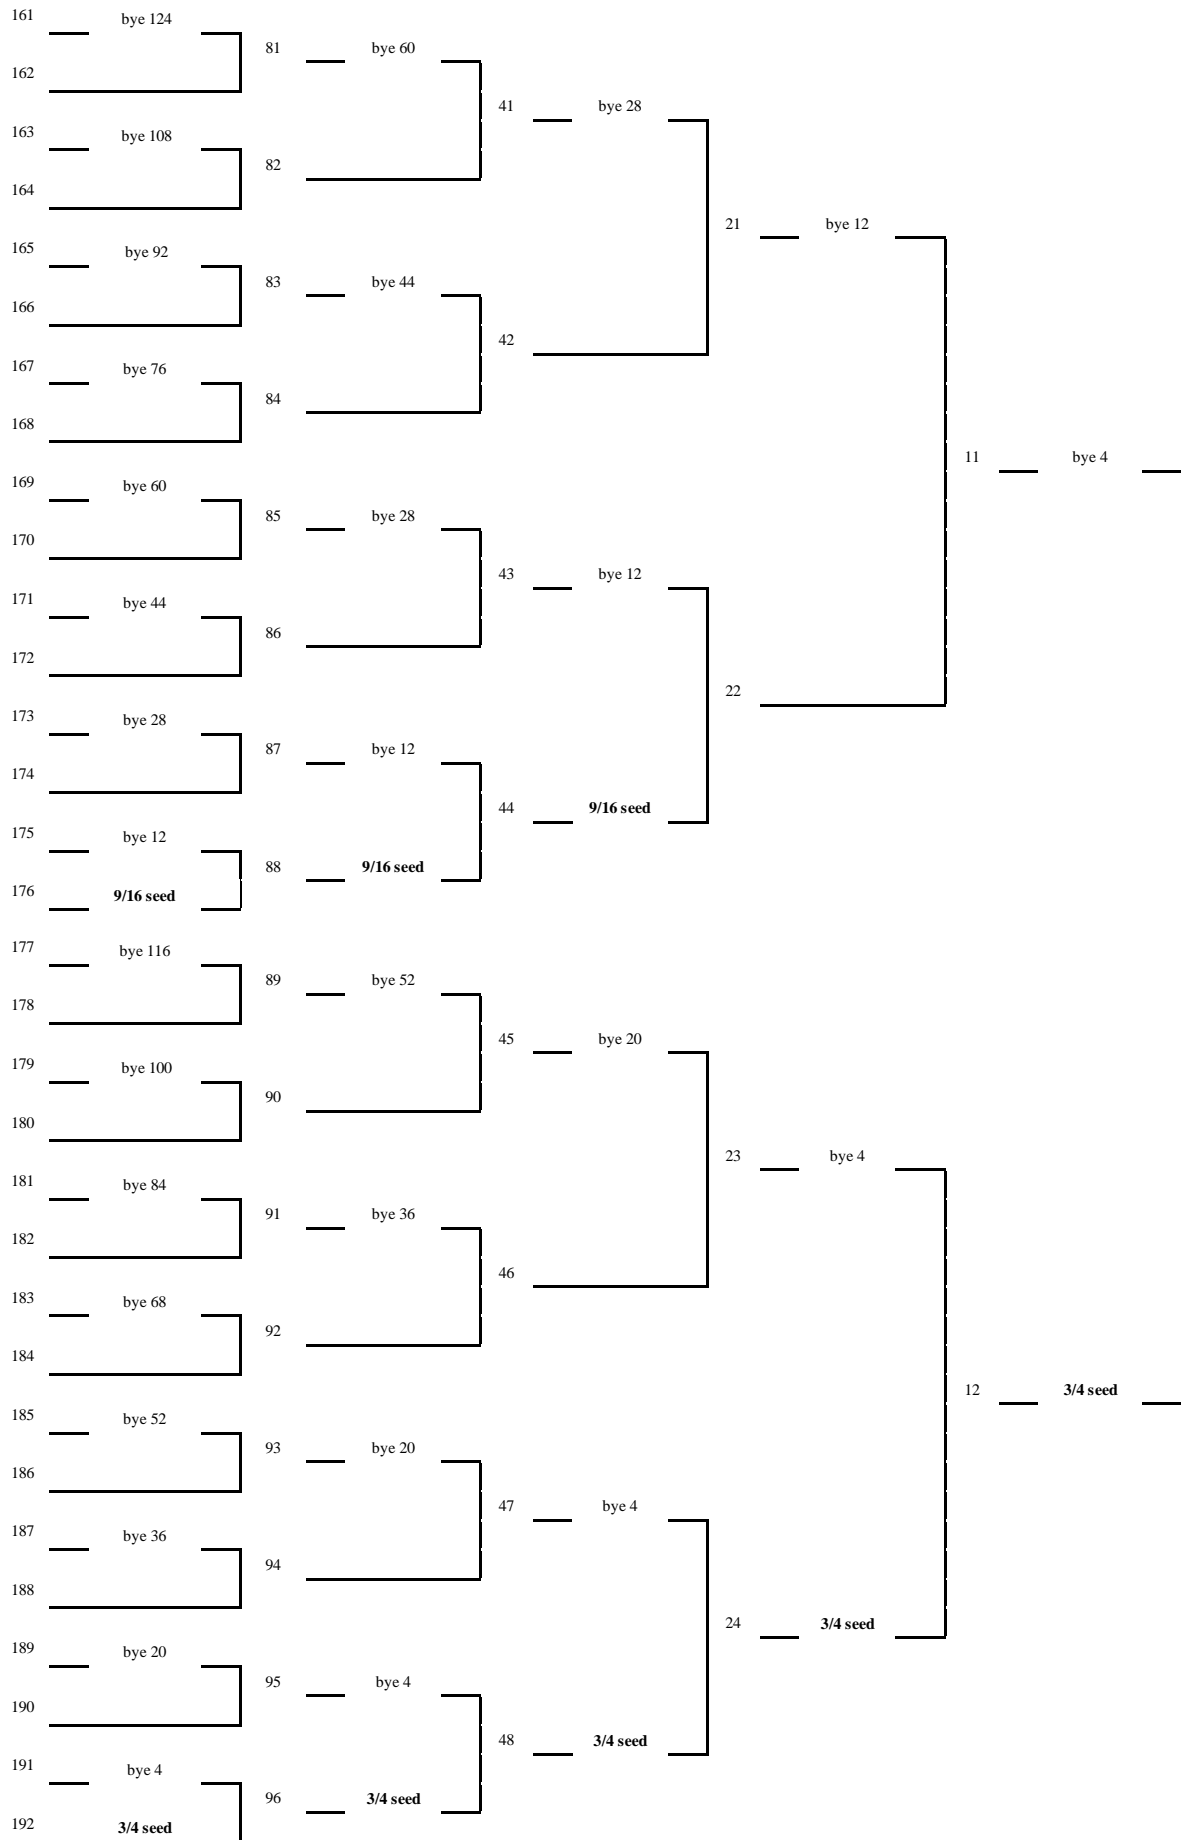 161 bye 124
81 bye 60
162
41 bye 28
163 bye 108
82
164
21 bye 12
165 bye 92
83 bye 44
166
42
167 bye 76
84
168
11 bye 4
169 bye 60
85 bye 28
170
43 bye 12
171 bye 44
86
172
22
173 bye 28
87 bye 12
174
44 9/16 seed
175 bye 12
88 9/16 seed
176 9/16 seed
177 bye 116
89 bye 52
178
45 bye 20
179 bye 100
90
180
23 bye 4
181 bye 84
91 bye 36
182
46
183 bye 68
92
184
12 3/4 seed
185 bye 52
93 bye 20
186
47 bye 4
187 bye 36
94
188
24 3/4 seed
189 bye 20
95 bye 4
190
48 3/4 seed
191 bye 4
96 3/4 seed
192 3/4 seed